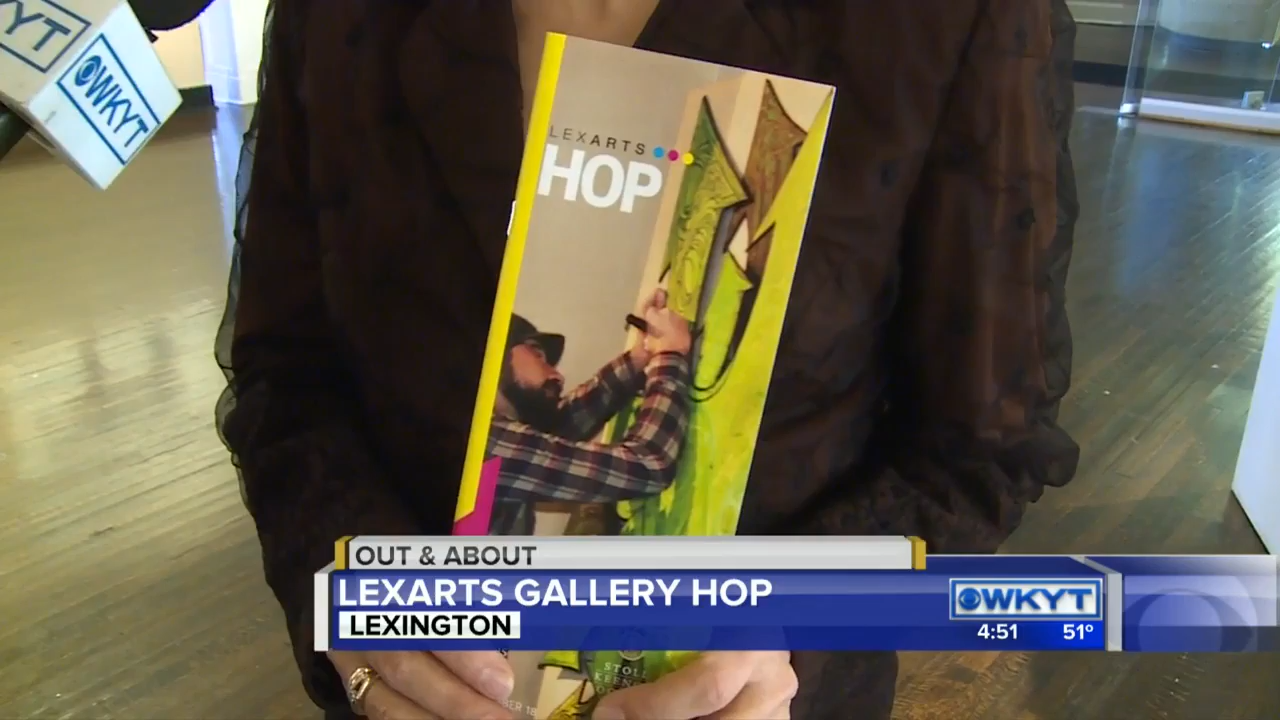 WKYT
WKYT
LEXARTS
HOP
OUT & ABOUT
LEXARTS GALLERY HOP
LEXINGTON
WKYT
4:51 51°